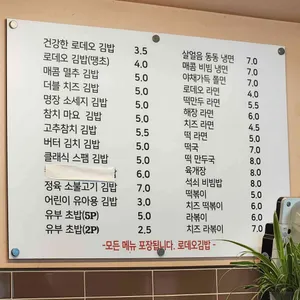 건강한 로데오 김밥 3.5
로데오 김밥(땡초) 4.0
매콤 멸추 김밥 5.0
더블 치즈 김밥 5.0
명장 소세지 김밥 5.0
참치 마요 김밥 5.0
고추참치 김밥 5.5
버터 김치 김밥 5.0
클래식 스팸 김밥 5.0
김밥 6.0
정육 소불고기 김밥 7.0
어린이 유아용 김밥 3.0
유부 초밥(5P) 5.0
유부 초밥(2P) 2.5
살얼음 동동 냉면 7.0
매콤 비빔 냉면 7.0
야채가득 쫄면 7.0
로데오 라면 4.0
떡만두 라면 5.0
해장 라면 5.0
치즈 라면 4.5
떡 라면 4.5
떡국 7.0
떡 만두국 8.0
육개장 8.0
석쇠 비빔밥 8.0
떡볶이 5.0
치즈 떡볶이 6.0
라볶이 6.0
치즈 라볶이 7.0
-모든 메뉴 포장됩니다. 로데오김밥-